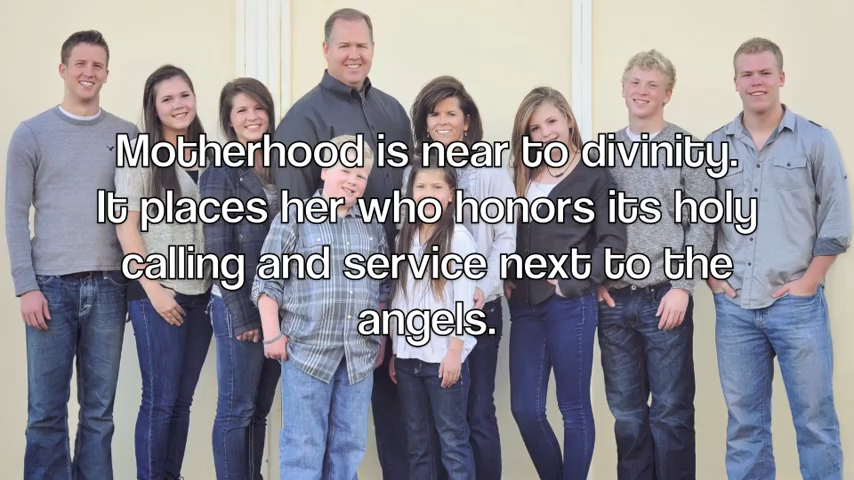 Motherhood is near to divinity.
It places her who honors its holy
calling and service next to the
angels.